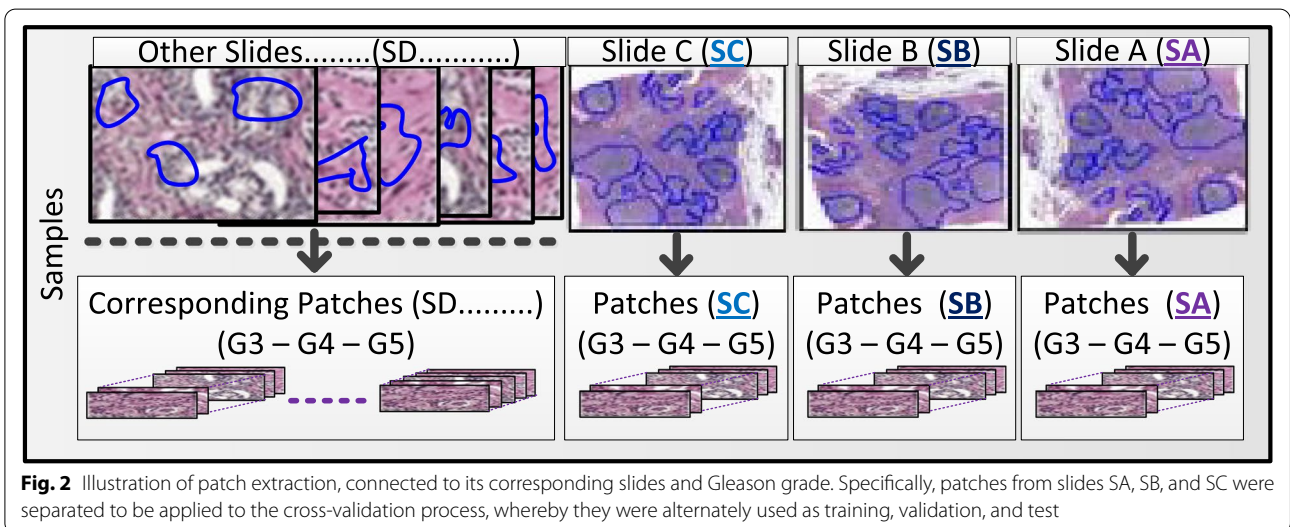 Other Slides........(SD............)
Slide C (SC)
Slide B (SB)
Slide A (SA)
Samples
Corresponding Patches (SD.........)
(G3 – G4 – G5)
Patches (SC)
(G3 – G4 – G5)
Patches (SB)
(G3 – G4 – G5)
Patches (SA)
(G3 – G4 – G5)
Fig. 2 Illustration of patch extraction, connected to its corresponding slides and Gleason grade. Specifically, patches from slides SA, SB, and SC were
separated to be applied to the cross-validation process, whereby they were alternately used as training, validation, and test